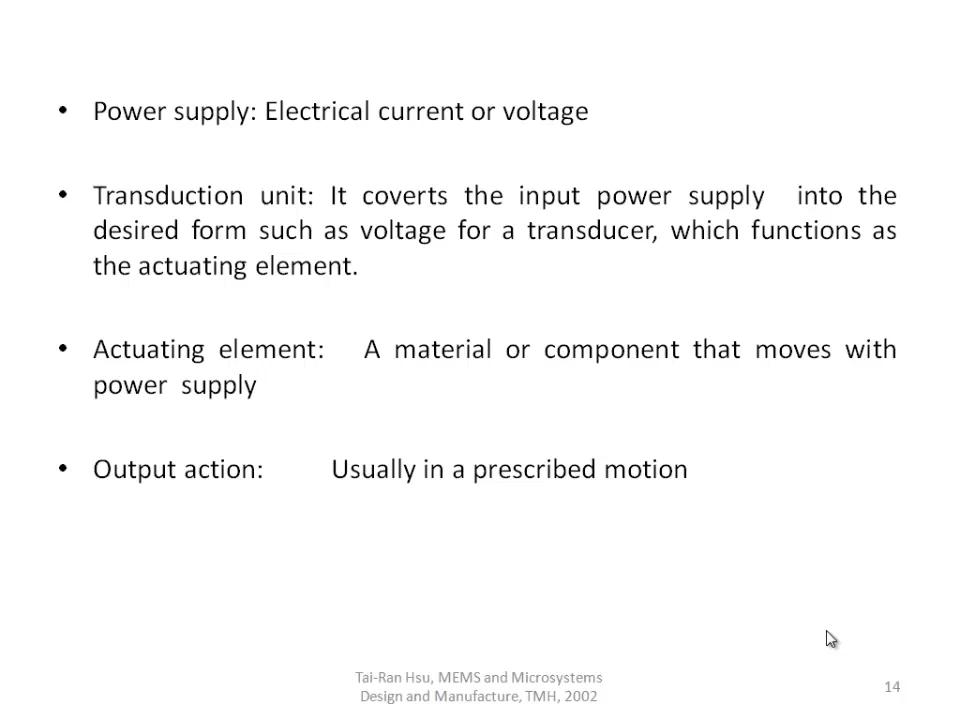 • Power supply: Electrical current or voltage
• Transduction unit: It coverts the input power supply into the
desired form such as voltage for a transducer, which functions as
the actuating element.
• Actuating element: A material or component that moves with
power supply
• Output action: Usually in a prescribed motion
Tai-Ran Hsu, MEMS and Microsystems
Design and Manufacture, TMH, 2002
14